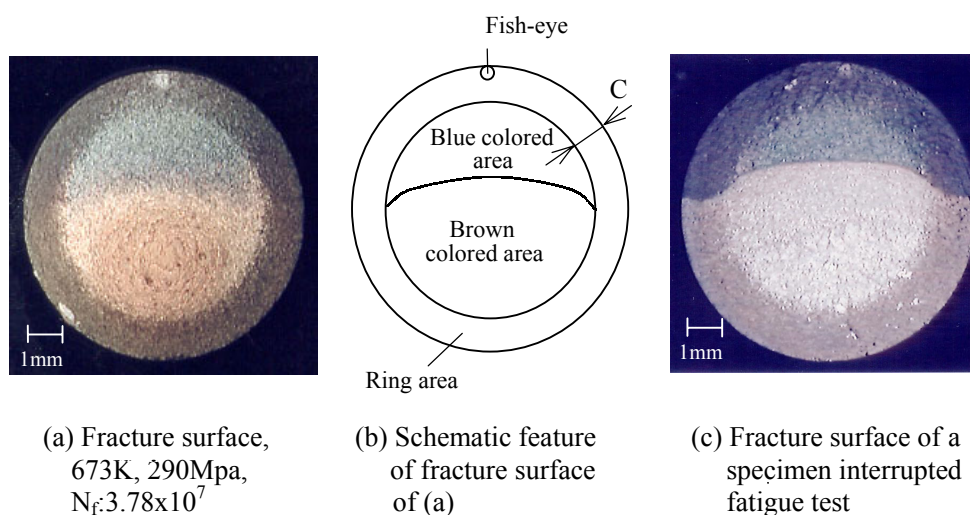 Fish-eye
C
Blue colored
area
Brown
colored area
Ring area
1mm
1mm
(a) Fracture surface,
673K, 290Mpa,
Nf:3.78x10^7
(b) Schematic feature
of fracture surface
of (a)
(c) Fracture surface of a
specimen interrupted
fatigue test